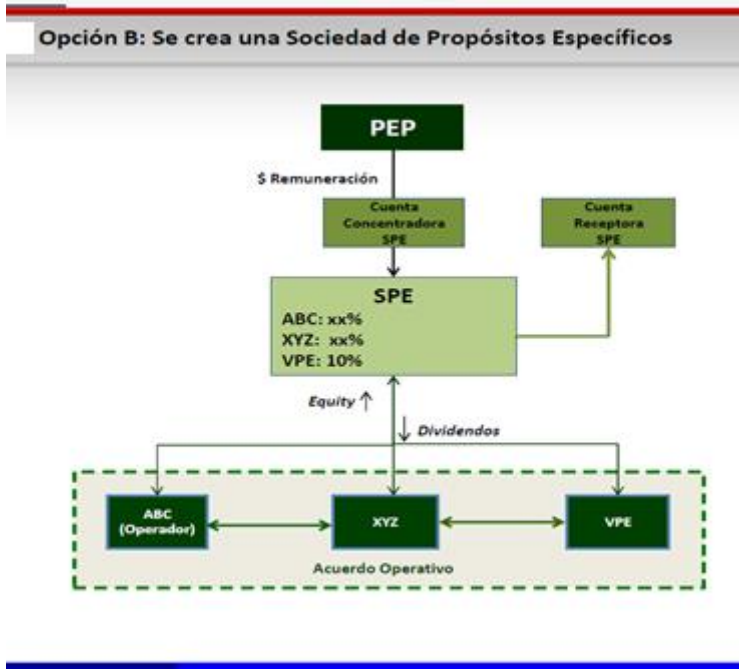 Opción B: Se crea una Sociedad de Propósitos Específicos
PEP
$ Remuneración
Cuenta
Concentradora
SPE
Cuenta
Receptora
SPE
SPE
ABC: xx%
XYZ: xx%
VPE: 10%
Equity ↑
↓ Dividendos
ABC
(Operador)
XYZ
VPE
Acuerdo Operativo